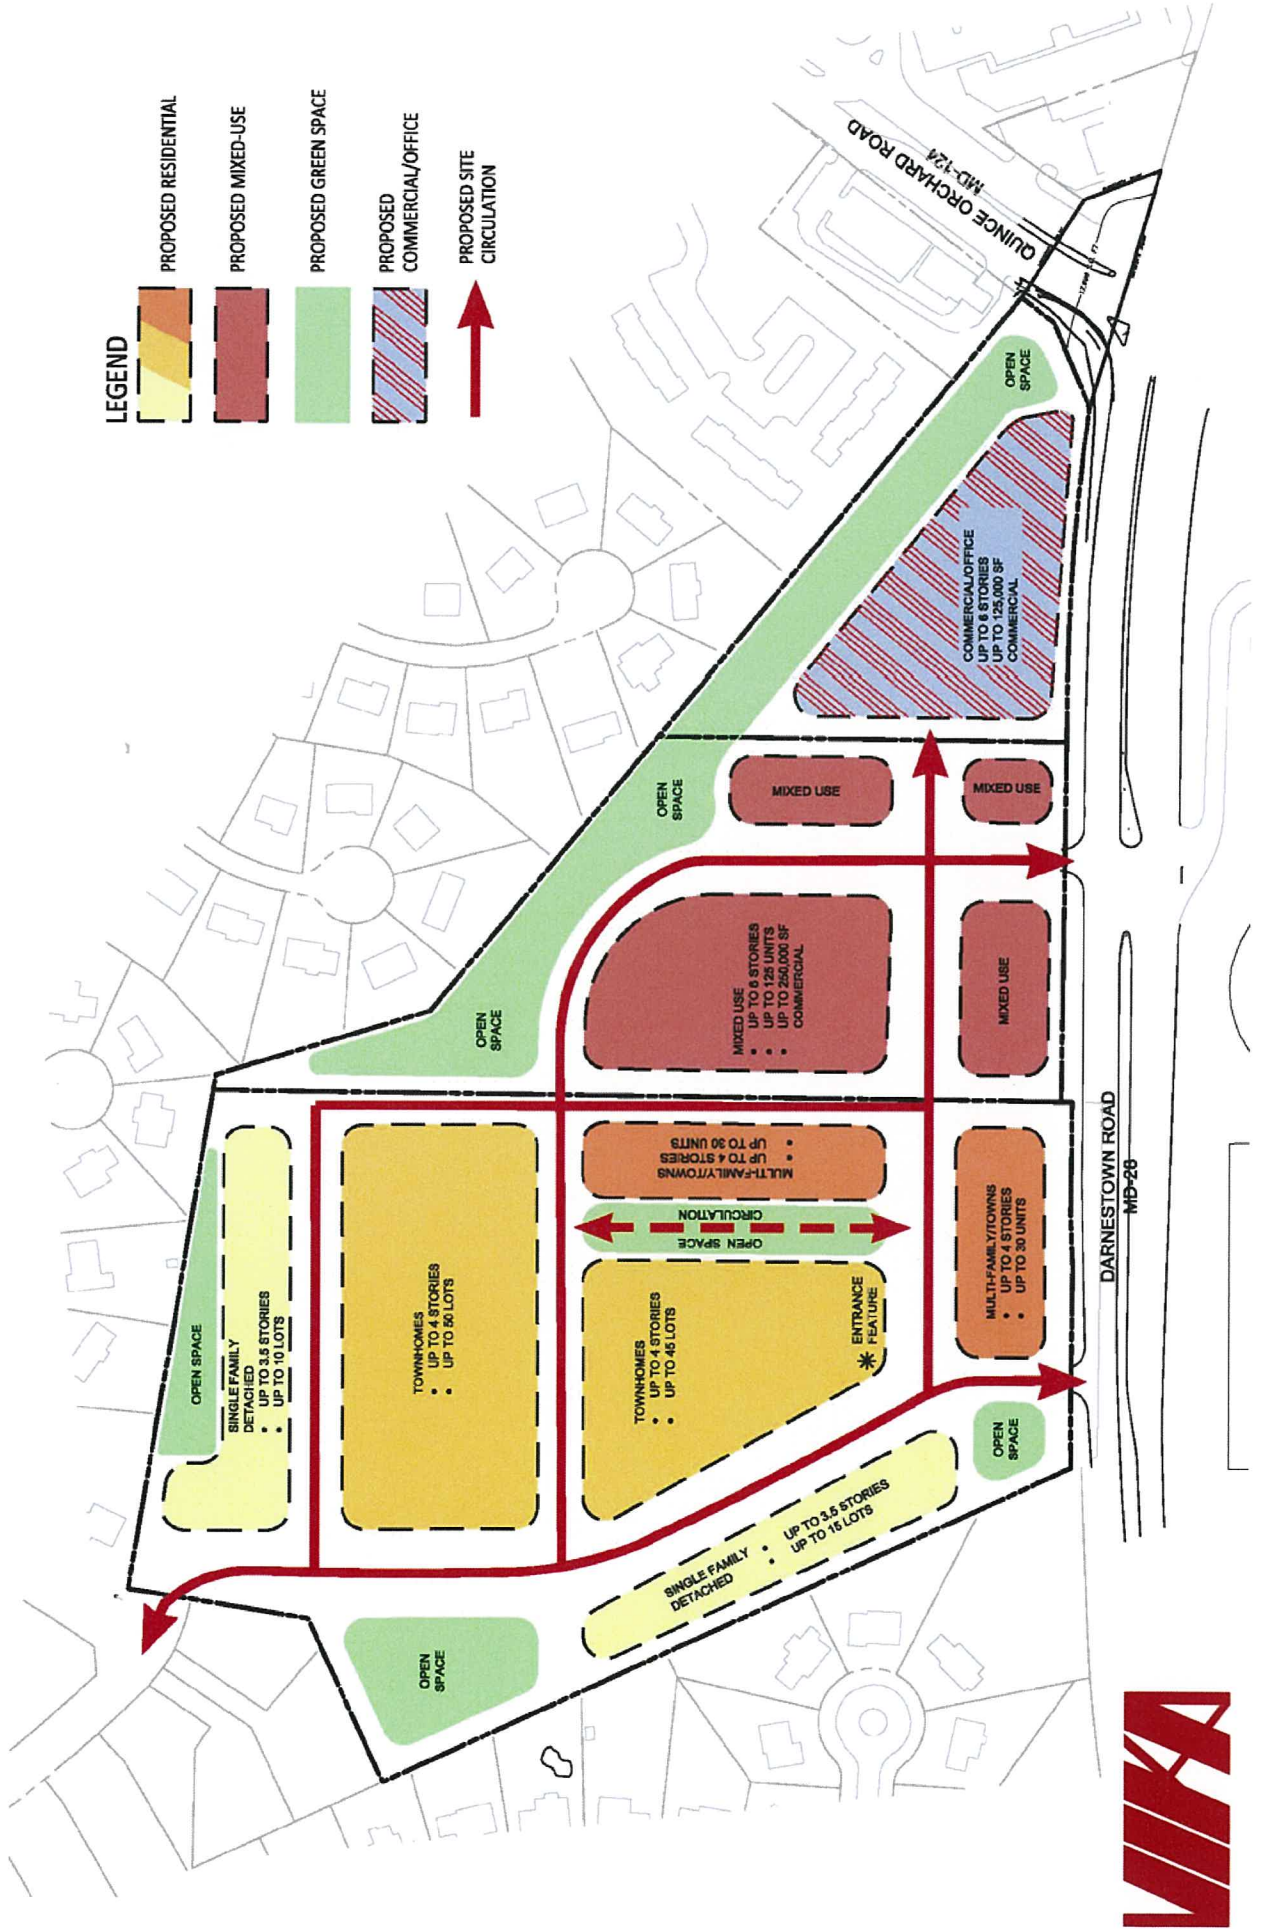 LEGEND
PROPOSED RESIDENTIAL
PROPOSED MIXED-USE
PROPOSED GREEN SPACE
PROPOSED
COMMERCIAL/OFFICE
PROPOSED SITE
CIRCULATION
QUINCE ORCHARD ROAD
MD-124
OPEN
SPACE
COMMERCIAL/OFFICE
UP TO 6 STORIES
UP TO 125,000 SF
COMMERCIAL
OPEN
SPACE
MIXED USE
MIXED USE
OPEN
SPACE
MIXED USE
• UP TO 6 STORIES
• UP TO 125 UNITS
• UP TO 250,000 SF
COMMERCIAL
MIXED USE
OPEN SPACE
SINGLE FAMILY
DETACHED
• UP TO 3.5 STORIES
• UP TO 10 LOTS
TOWNHOMES
• UP TO 4 STORIES
• UP TO 50 LOTS
MULTI-FAMILY/TOWNS
• UP TO 4 STORIES
• UP TO 30 UNITS
OPEN SPACE
CIRCULATION
TOWNHOMES
• UP TO 4 STORIES
• UP TO 45 LOTS
ENTRANCE
FEATURE
MULTI-FAMILY/TOWNS
• UP TO 4 STORIES
• UP TO 30 UNITS
DARNESTOWN ROAD
MD-28
OPEN
SPACE
SINGLE FAMILY
DETACHED
• UP TO 3.5 STORIES
• UP TO 15 LOTS
OPEN
SPACE
VIKA